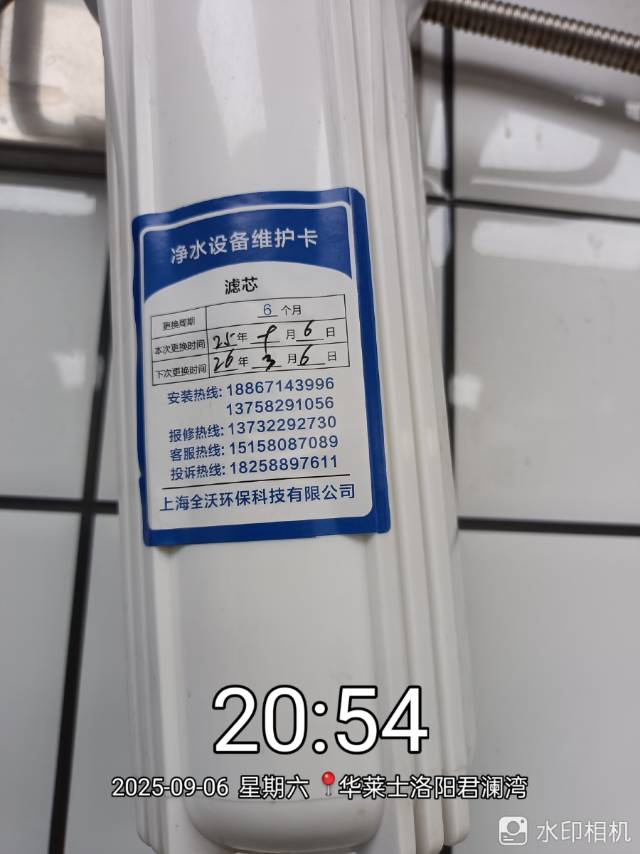 净水设备维护卡
滤芯
更换周期 6 个月
本次更换时间 25 年 9 月 6 日
下次更换时间 26 年 3 月 6 日
安装热线: 18867143996
13758291056
报修热线: 13732292730
客服热线: 15158087089
投诉热线: 18258897611
上海全沃环保科技有限公司
20:54
2025-09-06 星期六 华莱士洛阳君澜湾
水印相机